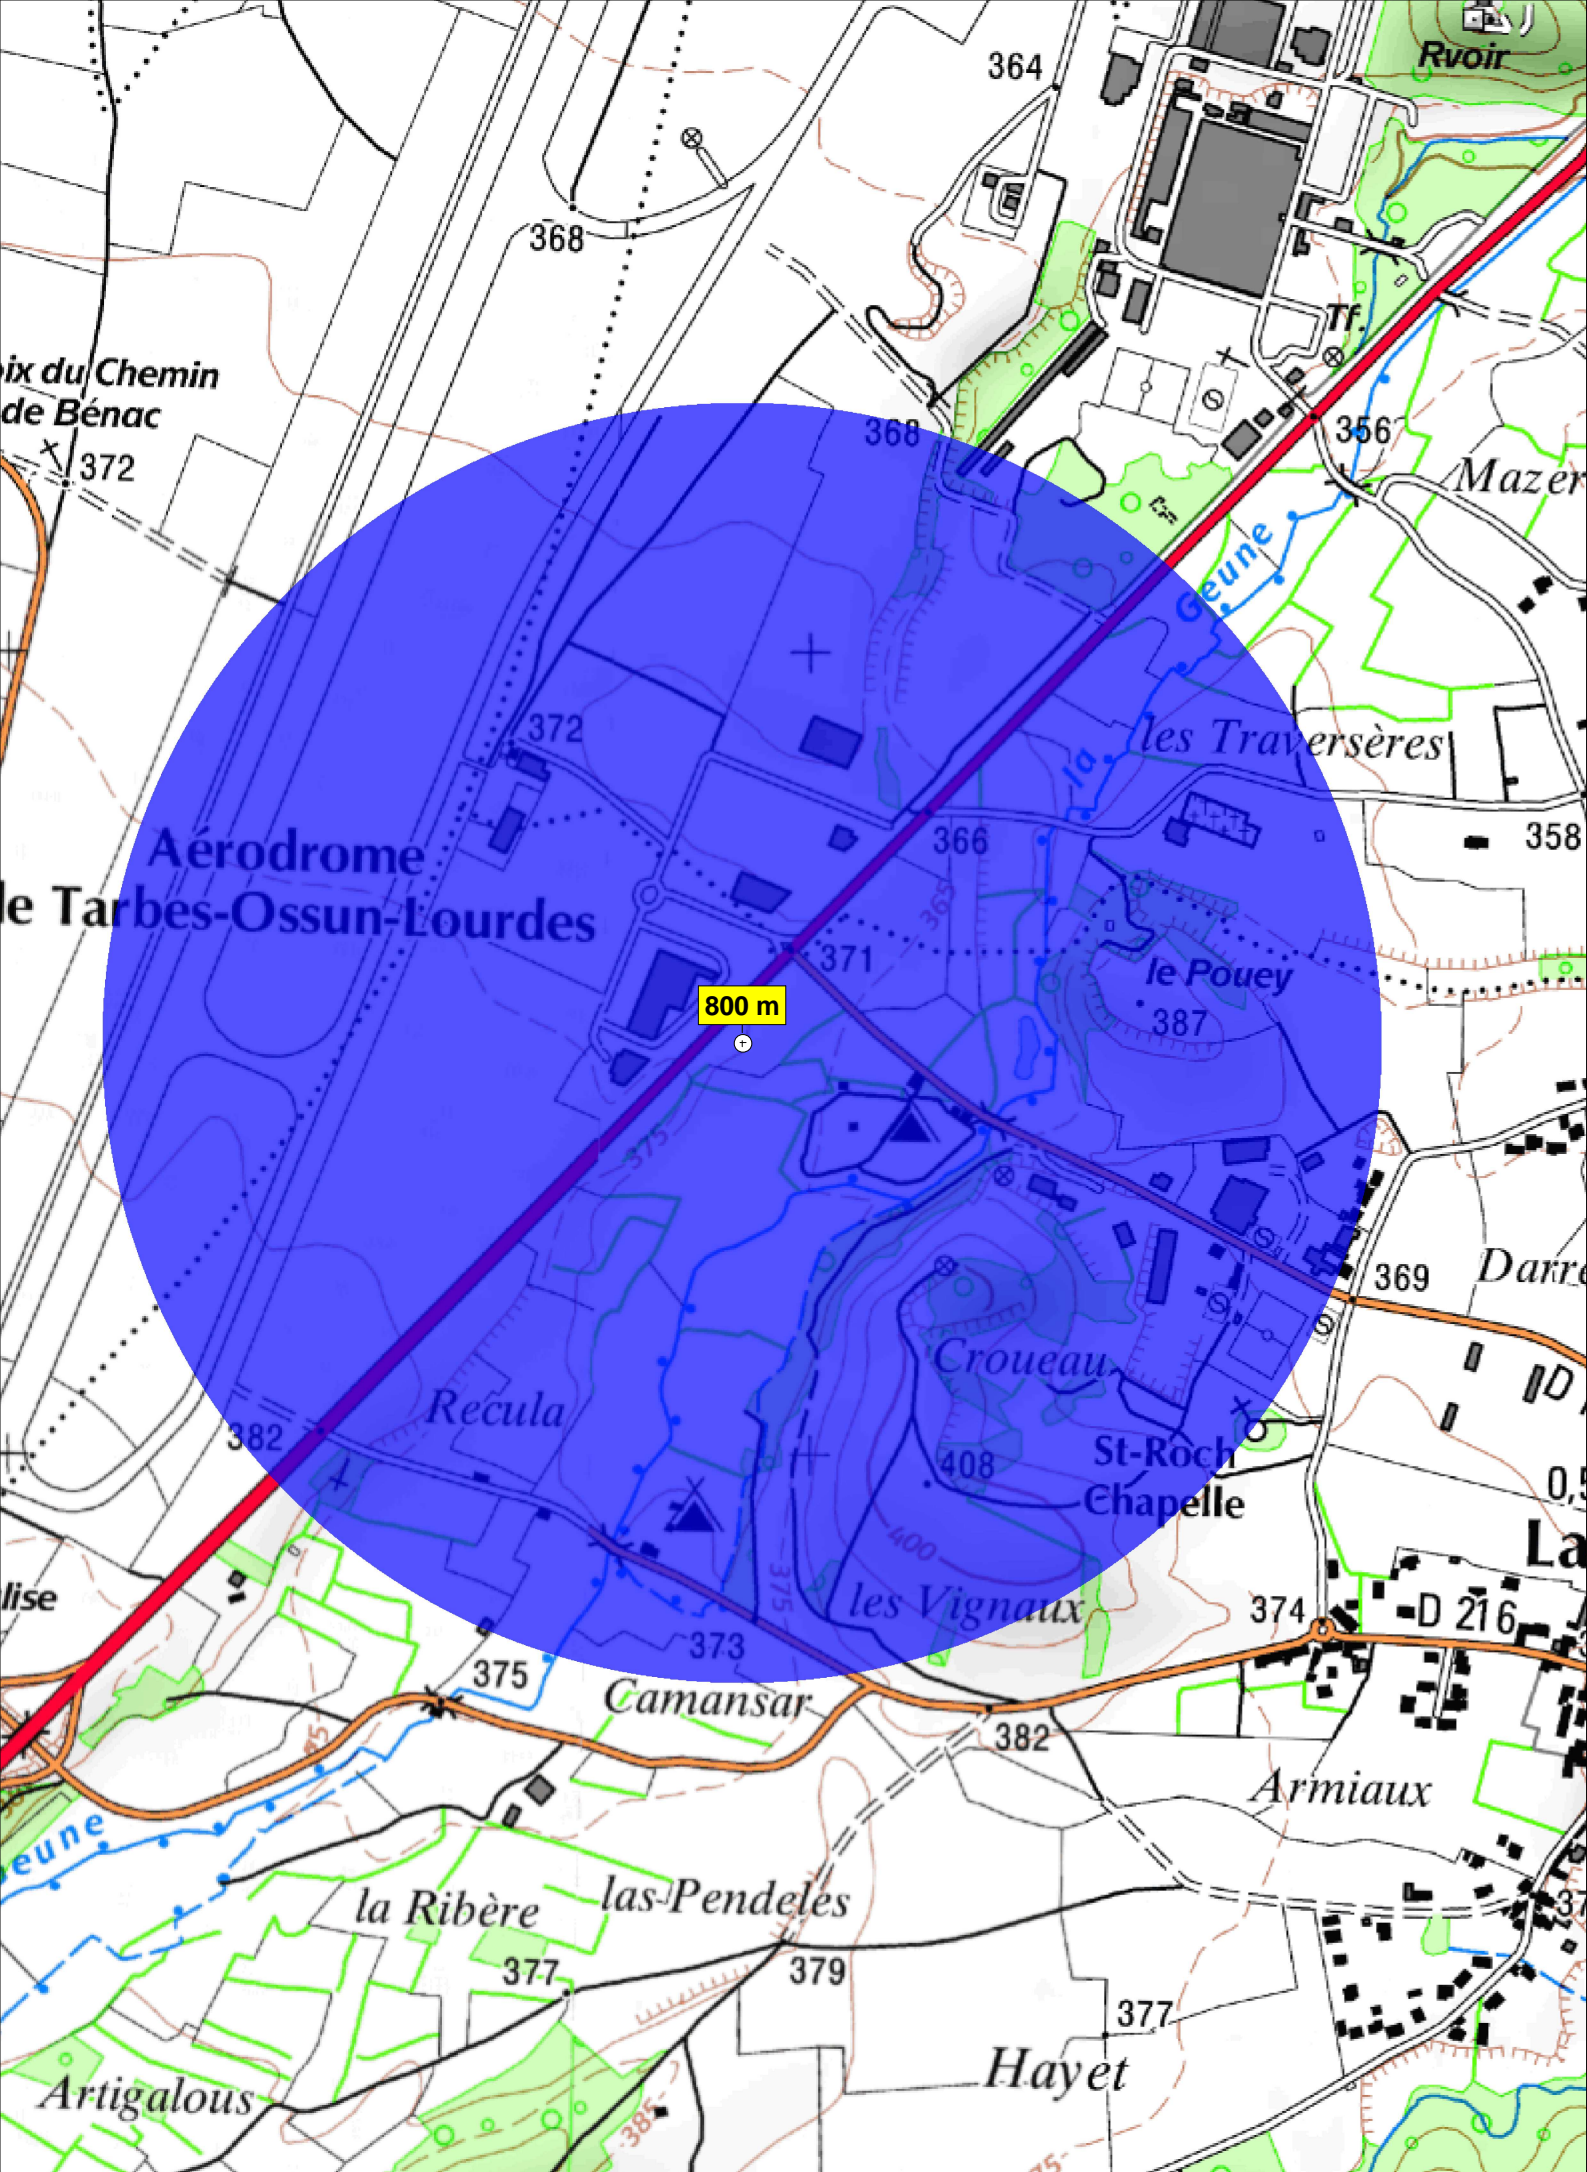 Rvoir
364
368
Tf.
oix du Chemin
de Bénac
372
368
356
Mazer
Geune
la
les Traversères
372
366
358
Aérodrome
le Tarbes-Ossun-Lourdes
365
371
le Pouey
387
800 m
375
369
Darre
Croueau
D
Recula
382
408
St-Roch
Chapelle
0,5
400
La
375
lise
les Vignaux
374
D 216
373
375
Camansar
382
Armiaux
eune
la Ribère
las Pendeles
377
379
37
377
Hayet
Artigalous
385
75